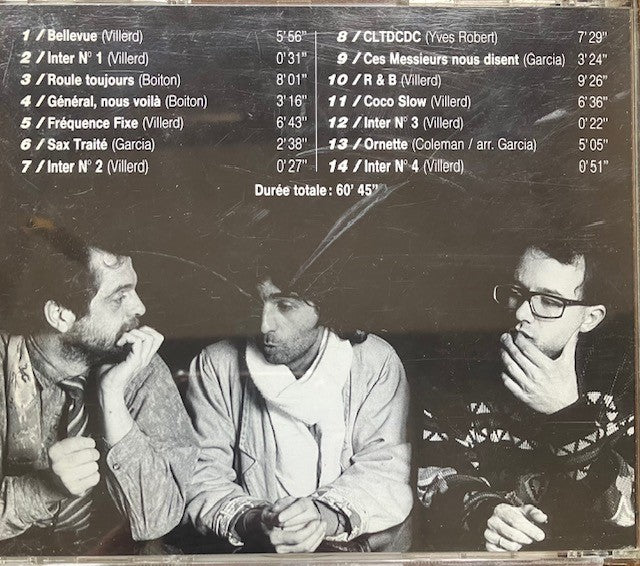 1 / Bellevue (Villerd) 5'56"
2 / Inter N° 1 (Villerd) 0'31"
3 / Roule toujours (Boiton) 8'01"
4 / Général, nous voilà (Boiton) 3'16"
5 / Fréquence Fixe (Villerd) 6'43"
6 / Sax Traité (Garcia) 2'38"
7 / Inter N° 2 (Villerd) 0'27"
8 / CLTDCDC (Yves Robert) 7'29"
9 / Ces Messieurs nous disent (Garcia) 3'24"
10 / R & B (Villerd) 9'26"
11 / Coco Slow (Villerd) 6'36"
12 / Inter N° 3 (Villerd) 0'22"
13 / Ornette (Coleman / arr. Garcia) 5'05"
14 / Inter N° 4 (Villerd) 0'51"
Durée totale : 60' 45"